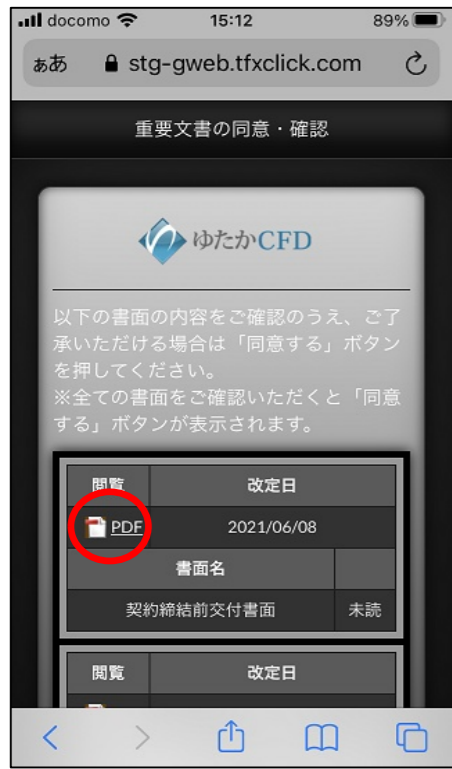 docomo 15:12 89%
ああ stg-gweb.tfxclick.com
重要文書の同意・確認
ゆたかCFD
以下の書面の内容をご確認のうえ、ご了
承いただける場合は「同意する」ボタン
を押してください。
※全ての書面をご確認いただくと「同意
する」ボタンが表示されます。
閲覧 改定日
PDF 2021/06/08
書面名
契約締結前交付書面 未読
閲覧 改定日